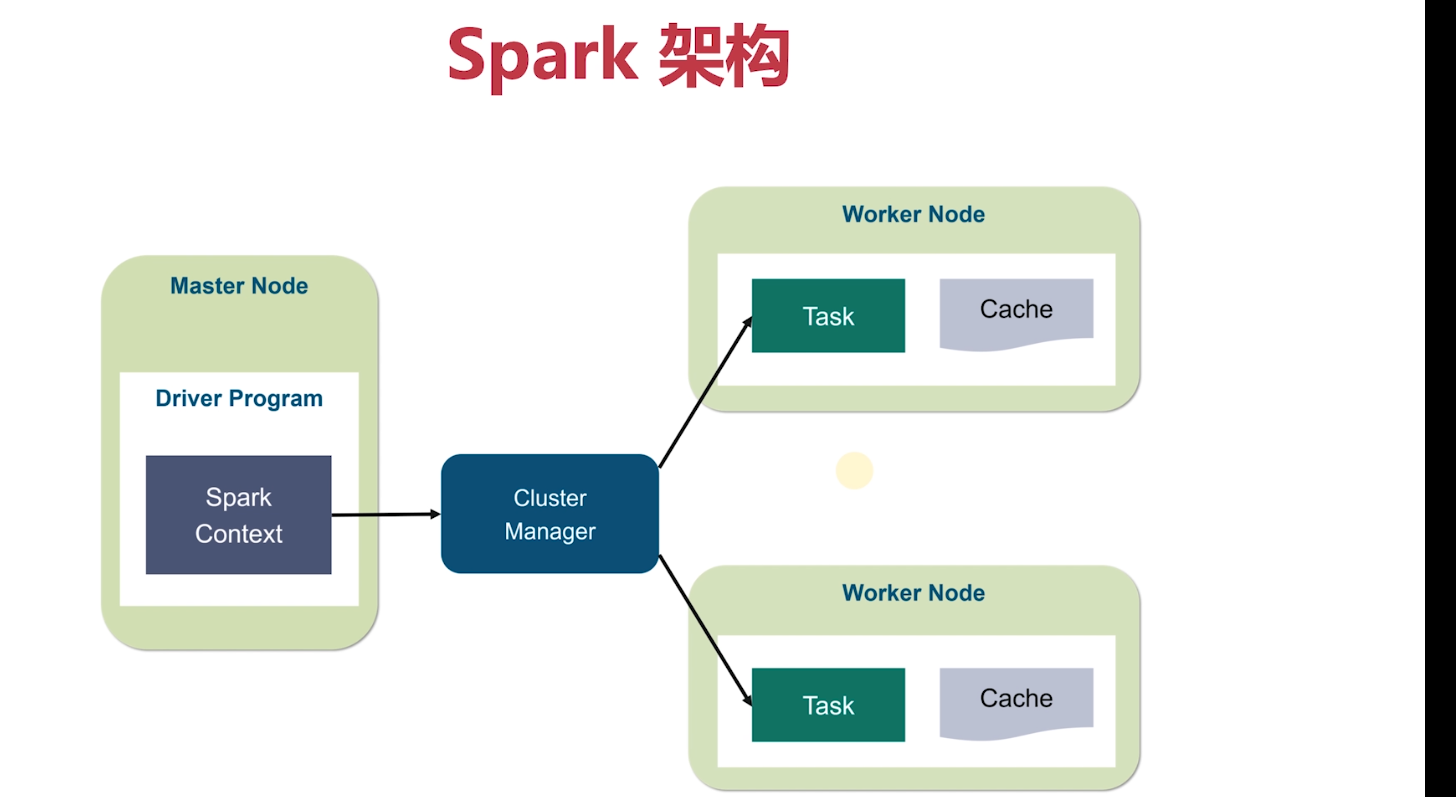 Spark 架构
Master Node
Driver Program
Spark
Context
Cluster
Manager
Worker Node
Task
Cache
Worker Node
Task
Cache